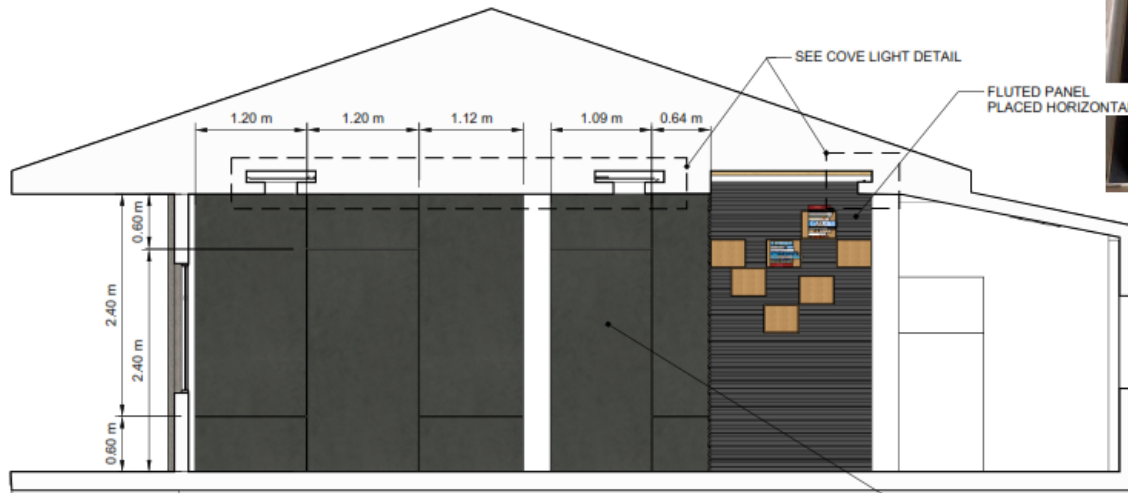 SEE COVE LIGHT DETAIL
FLUTED PANEL
PLACED HORIZONTA
1.20 m
1.20 m
1.12 m
1.09 m
0.64 m
0.60 m
2.40 m
2.40 m
0.60 m